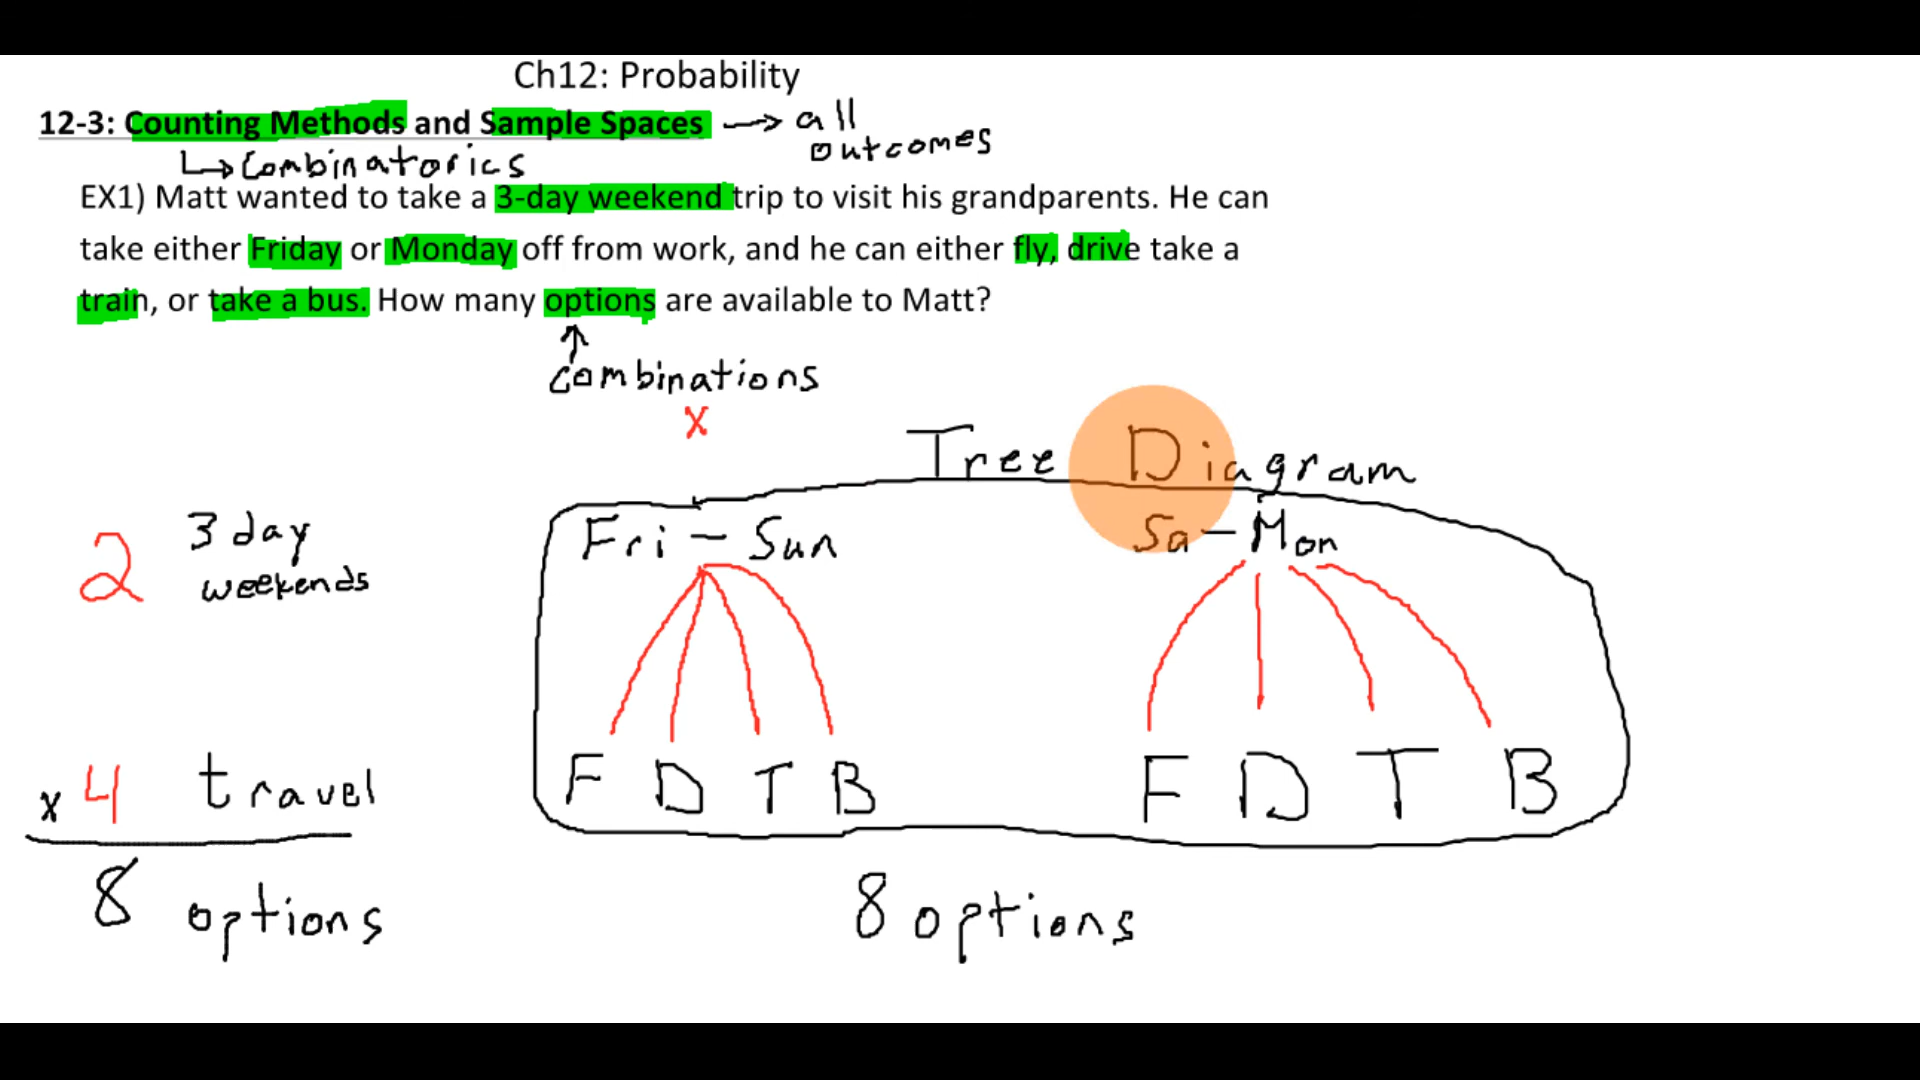 Ch12: Probability
12-3: Counting Methods and Sample Spaces → all
outcomes
↳ Combinatorics
EX1) Matt wanted to take a 3-day weekend trip to visit his grandparents. He can
take either Friday or Monday off from work, and he can either fly, drive take a
train, or take a bus. How many options are available to Matt?
↑
combinations
x
Tree Diagram
2 3 day
weekends
Fri - Sun Sa - Mon
x 4 travel
F D T B F D T B
8 options 8 options